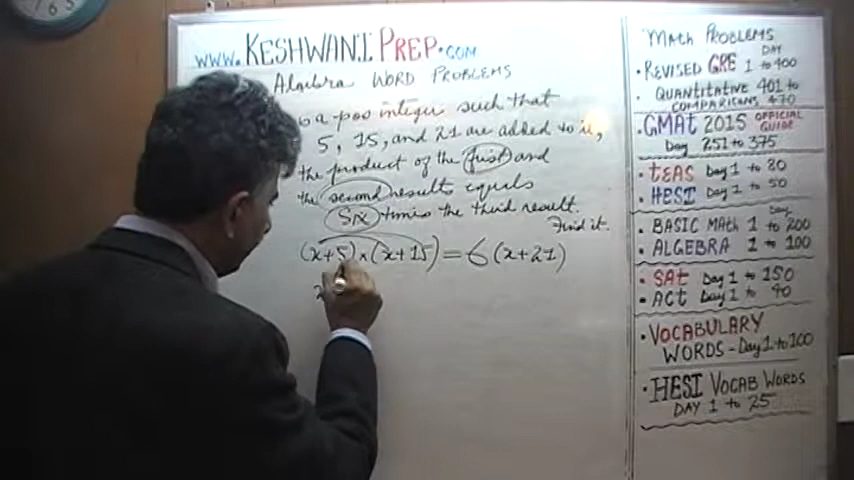 www.KESHWANIPREP.COM
Algebra WORD PROBLEMS
a pos integer such that
5, 15, and 21 are added to it,
the product of the first and
the second results equals
Six times the third result.
Find it.
(x+5)×(x+15)=6(x+21)
MATH PROBLEMS
DAY
• REVISED GRE 1 to 400
• QUANTITATIVE 401 to
COMPARISONS 470
• GMAT 2015 OFFICIAL
GUIDE
Day 251 to 375
• TEAS Day 1 to 80
• HESI Day 1 to 50
Day
• BASIC MATH 1 to 200
• ALGEBRA 1 to 100
• SAT Day 1 to 150
• ACT Day 1 to 40
• VOCABULARY
WORDS - Day 1 to 100
• HESI VOCAB WORDS
DAY 1 to 25